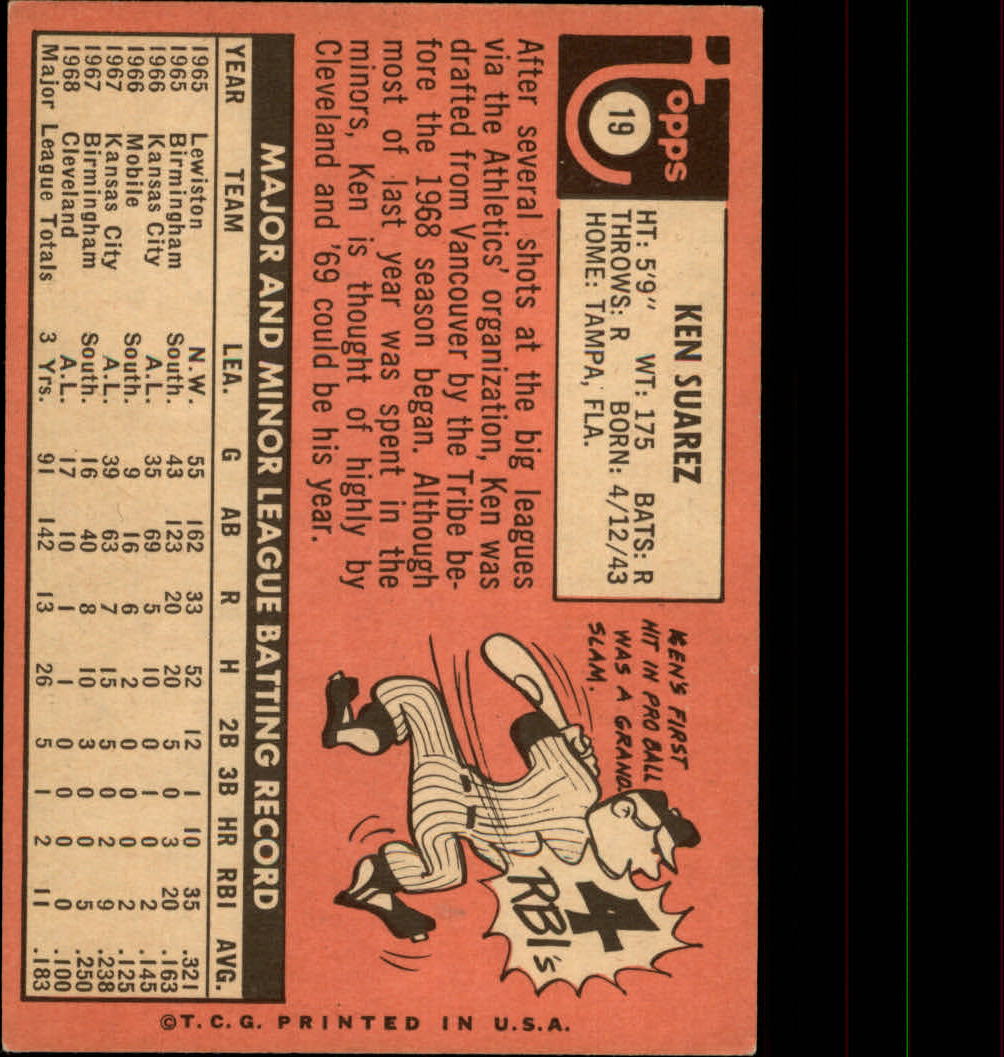 Topps
19
KEN SUAREZ
HT: 5'9" WT: 175 BATS: R
THROWS: R BORN: 4/12/43
HOME: TAMPA, FLA.
After several shots at the big leagues
via the Athletics' organization, Ken was
drafted from Vancouver by the Tribe be-
fore the 1968 season began. Although
most of last year was spent in the
minors, Ken is thought of highly by
Cleveland and '69 could be his year.
KEN'S FIRST
HIT IN PRO BALL
WAS A GRAND
SLAM.
4
RBI's
MAJOR AND MINOR LEAGUE BATTING RECORD
YEAR TEAM LEA. G AB R H 2B 3B HR RBI AVG.
1965 Lewiston N.W. 55 162 33 52 12 1 10 35 .321
1965 Birmingham South. 43 123 20 20 5 0 3 20 .163
1966 Kansas City A.L. 35 69 5 10 0 1 0 2 .145
1966 Mobile South. 9 16 6 2 0 0 0 2 .125
1967 Kansas City A.L. 39 63 7 15 5 0 2 9 .238
1967 Birmingham South. 16 40 8 10 3 0 0 5 .250
1968 Cleveland A.L. 17 10 1 1 0 0 0 0 .100
Major League Totals 3 Yrs. 91 142 13 26 5 1 2 11 .183
©T.C.G. PRINTED IN U.S.A.